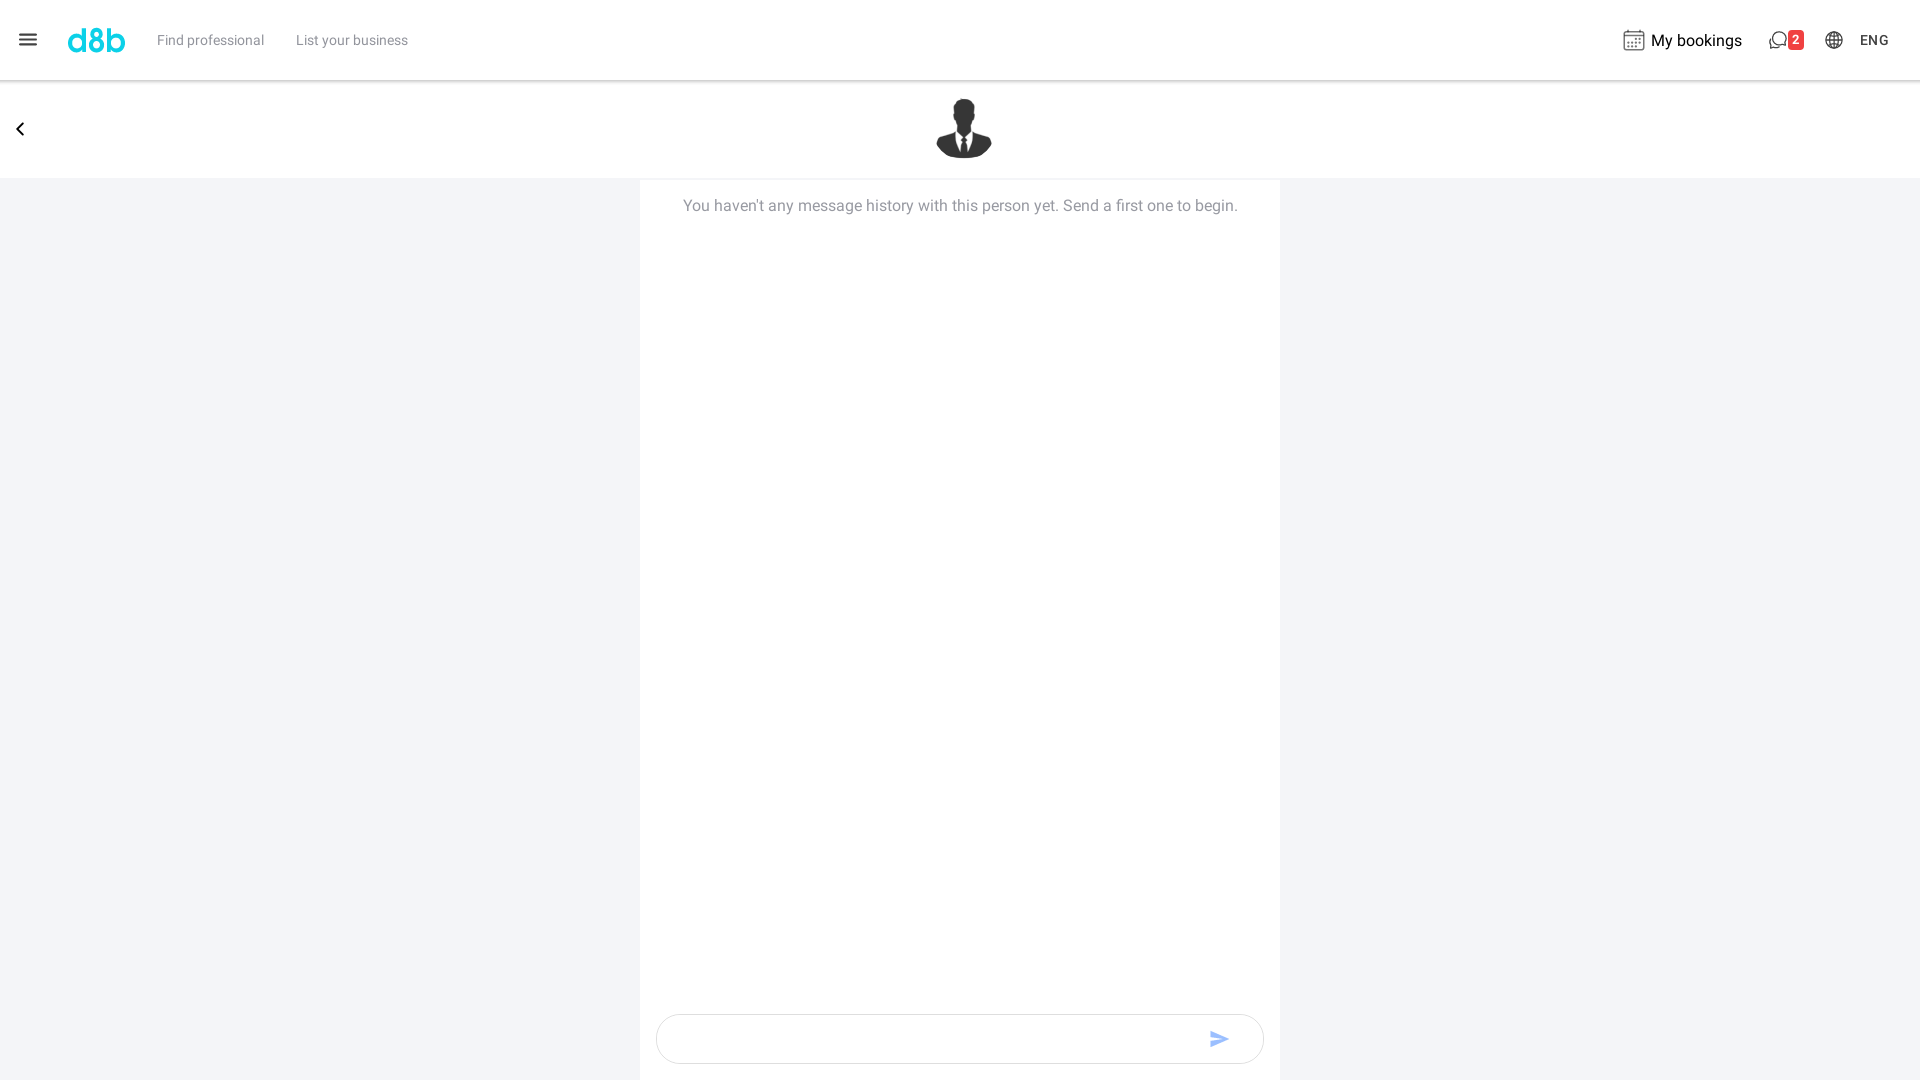 d8b
Find professional
List your business
My bookings
2
ENG
You haven't any message history with this person yet. Send a first one to begin.